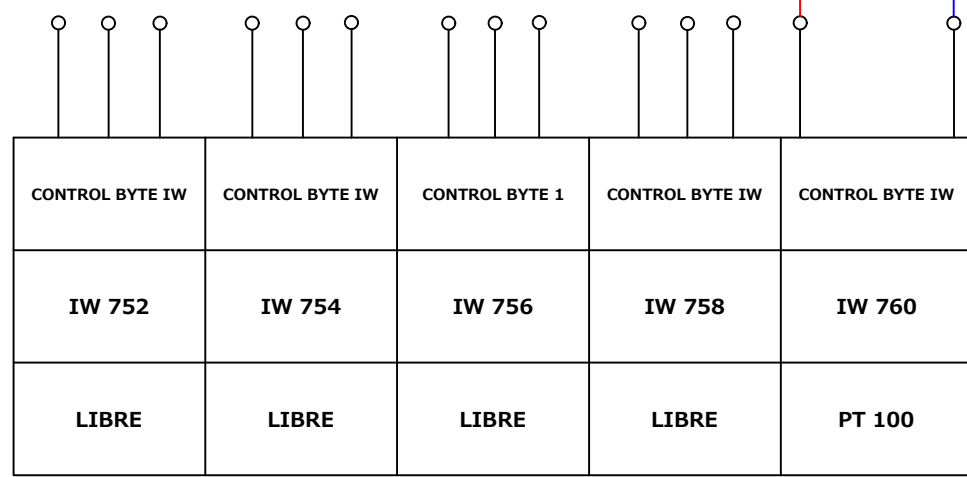 CONTROL BYTE IW CONTROL BYTE IW CONTROL BYTE 1 CONTROL BYTE IW CONTROL BYTE IW
IW 752 IW 754 IW 756 IW 758 IW 760
LIBRE LIBRE LIBRE LIBRE PT 100